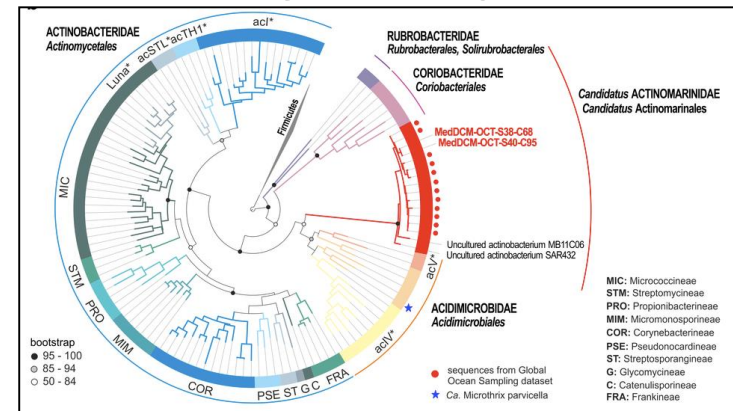 ACTINOBACTERIDAE
Actinomycetales
Luna*
acSTL*
acTH1*
acI*
RUBROBACTERIDAE
Rubrobacterales, Solirubrobacterales
CORIOBACTERIDAE
Coriobacteriales
Candidatus ACTINOMARINIDAE
Candidatus Actinomarinales
Firmicutes
MedDCM-OCT-S38-C68
MedDCM-OCT-S40-C95
MIC
Uncultured actinobacterium MB11C06
Uncultured actinobacterium SAR432
acV*
STM
PRO
MIM
COR
PSE
ST
G
C
FRA
acIV*
ACIDIMICROBIDAE
Acidimicrobiales
bootstrap
95 - 100
85 - 94
50 - 84
sequences from Global
Ocean Sampling dataset
Ca. Microthrix parvicella
MIC: Micrococcineae
STM: Streptomycineae
PRO: Propionibacterineae
MIM: Micromonosporineae
COR: Corynebacterineae
PSE: Pseudonocardineae
ST: Streptosporangineae
G: Glycomycineae
C: Catenulisporineae
FRA: Frankineae